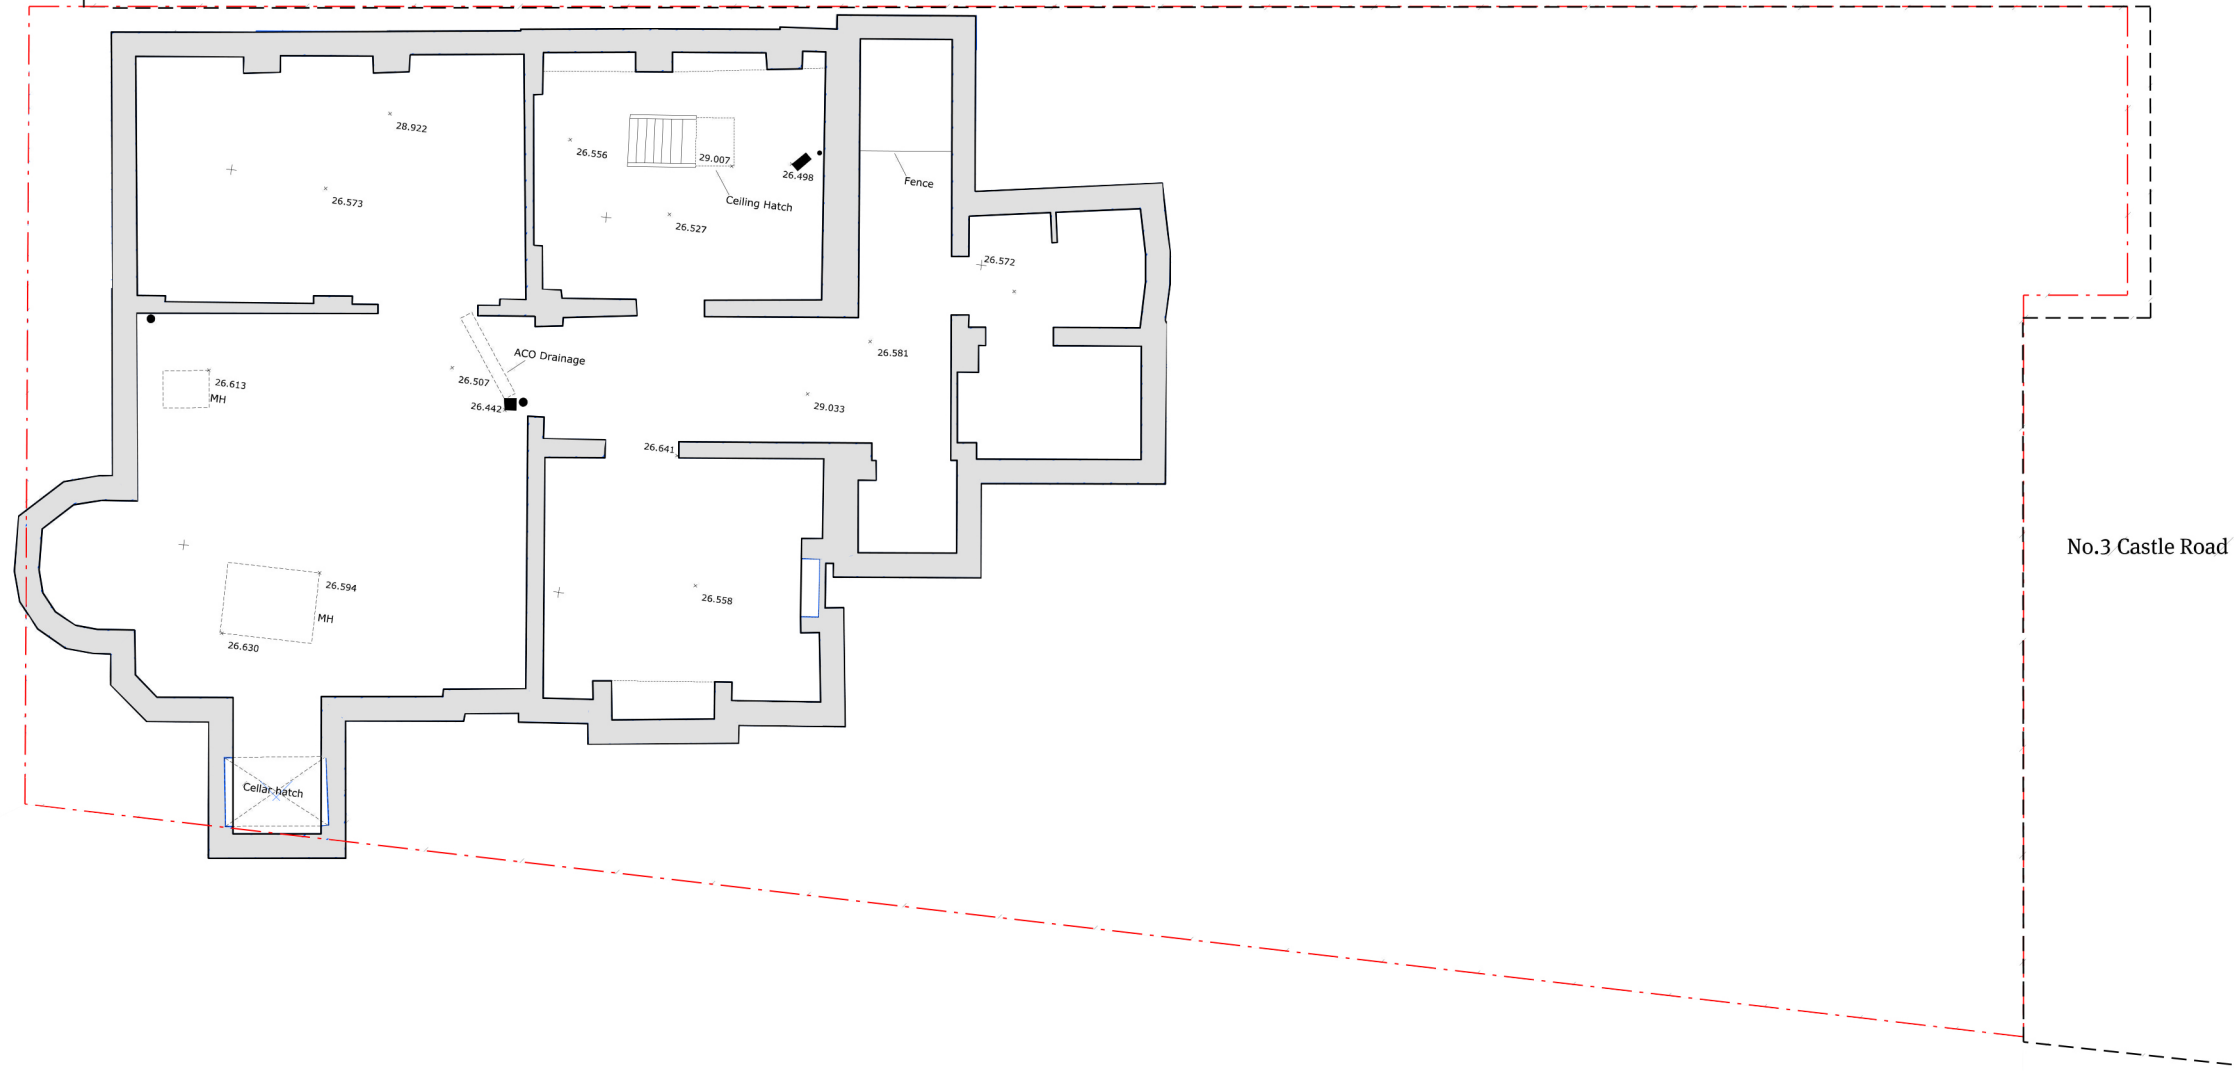 28.922
26.556
29.007
26.498
Fence
26.573
Ceiling Hatch
26.527
26.572
ACO Drainage
26.581
26.507
26.613
MH
26.442
29.033
26.641
No.3 Castle Road
26.594
26.558
MH
26.630
Cellar hatch